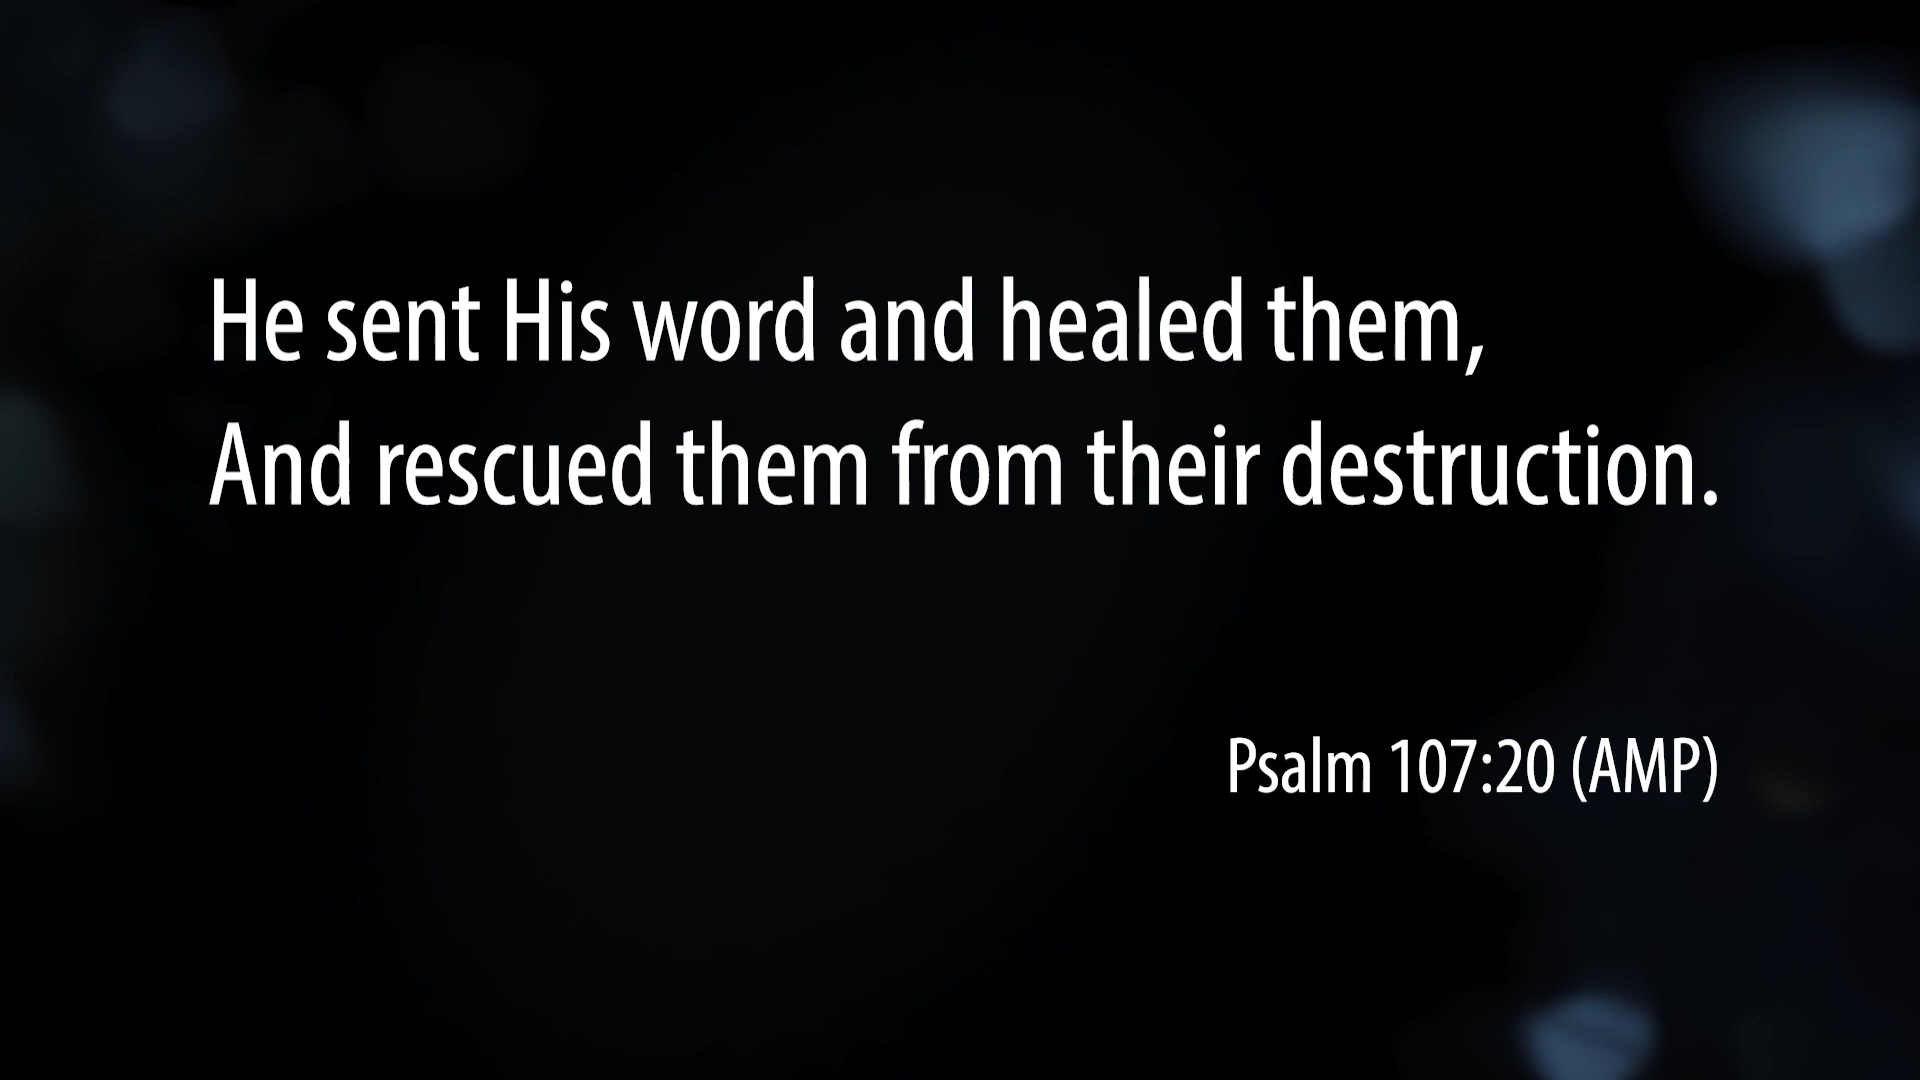 He sent His word and healed them,
And rescued them from their destruction.
Psalm 107:20 (AMP)